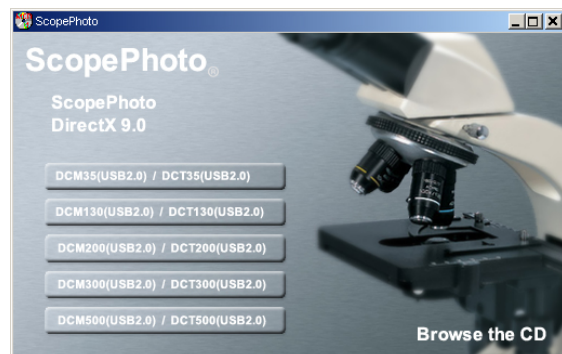 ScopePhoto
ScopePhoto®
ScopePhoto
DirectX 9.0
DCM35(USB2.0) / DCT35(USB2.0)
DCM130(USB2.0) / DCT130(USB2.0)
DCM200(USB2.0) / DCT200(USB2.0)
DCM300(USB2.0) / DCT300(USB2.0)
DCM500(USB2.0) / DCT500(USB2.0)
Browse the CD